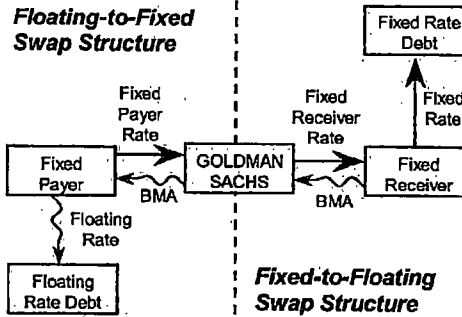 Floating-to-Fixed
Swap Structure
Fixed Rate
Debt
Fixed
Payer
Rate
Fixed
Receiver
Rate
Fixed
Rate
Fixed
Payer
GOLDMAN
SACHS
Fixed
Receiver
BMA
BMA
Floating
Rate
Floating
Rate Debt
Fixed-to-Floating
Swap Structure